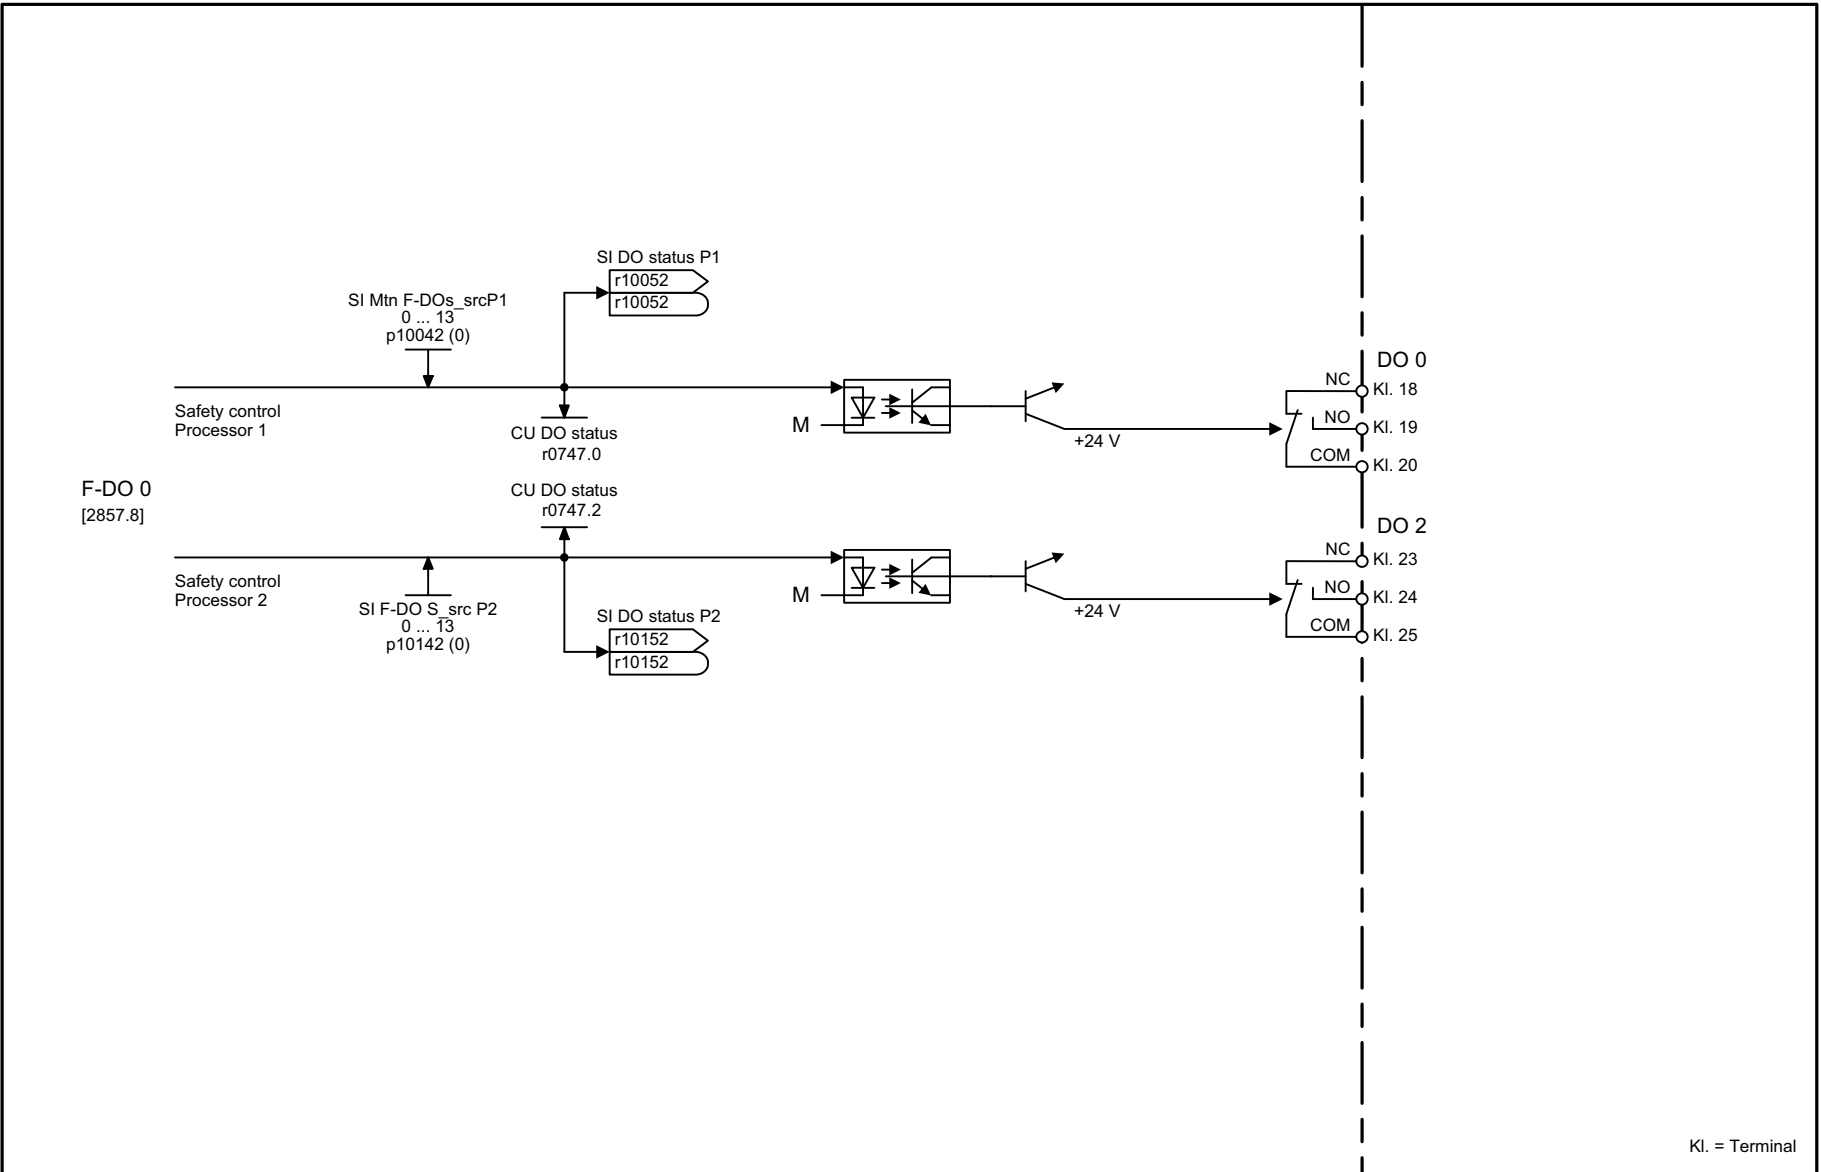 SI DO status P1
r10052
r10052
SI Mtn F-DOs_srcP1
0 ... 13
p10042 (0)
Safety control
Processor 1
CU DO status
r0747.0
M
+24 V
DO 0
NC
Kl. 18
NO
Kl. 19
COM
Kl. 20
F-DO 0
[2857.8]
CU DO status
r0747.2
Safety control
Processor 2
SI F-DO S_src P2
0 ... 13
p10142 (0)
SI DO status P2
r10152
r10152
M
+24 V
DO 2
NC
Kl. 23
NO
Kl. 24
COM
Kl. 25
Kl. = Terminal